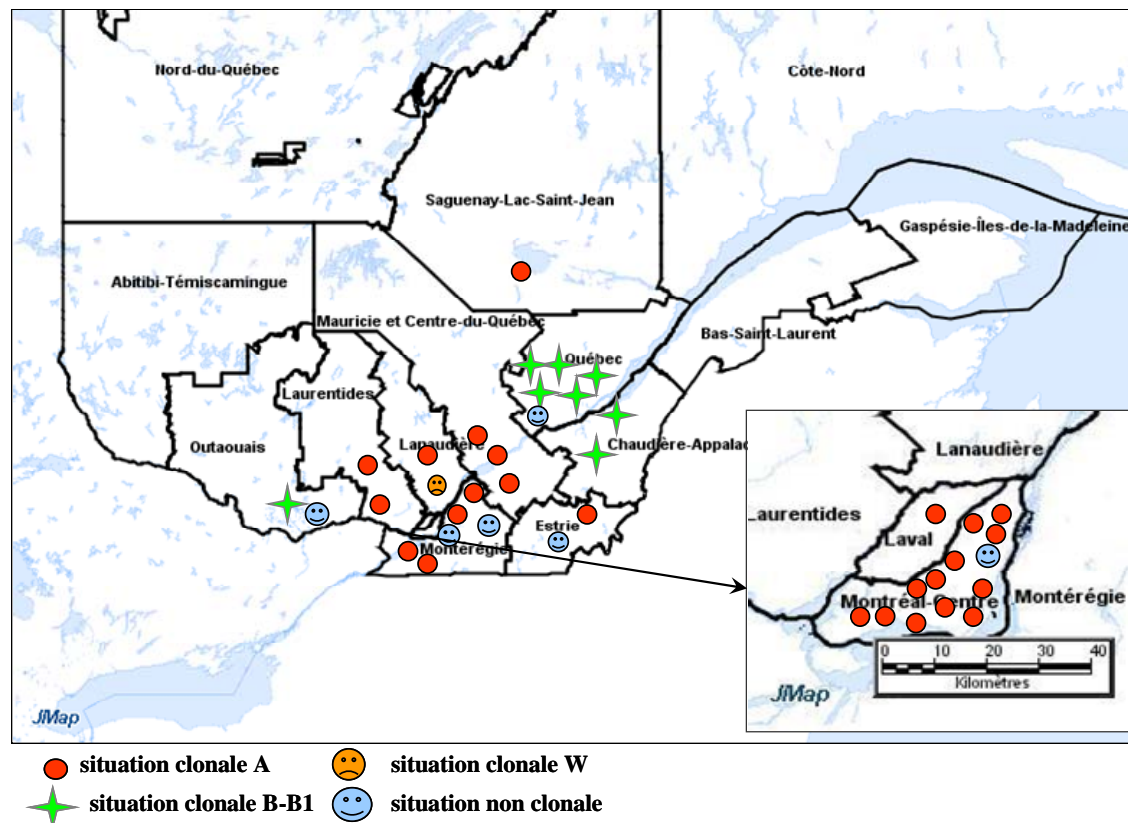 Nord-du-Québec
Côte-Nord
Saguenay-Lac-Saint-Jean
Gaspésie-Îles-de-la-Madeleine
Abitibi-Témiscamingue
Mauricie et Centre-du-Québec
Bas-Saint-Laurent
Québec
Laurentides
Outaouais
Lanaudière
Chaudière-Appalac
Estrie
Montérégie
JMap
Lanaudière
Laurentides
Laval
Montréal-Centre
Montérégie
0 10 20 30 40
Kilomètres
JMap
situation clonale A
situation clonale W
situation clonale B-B1
situation non clonale